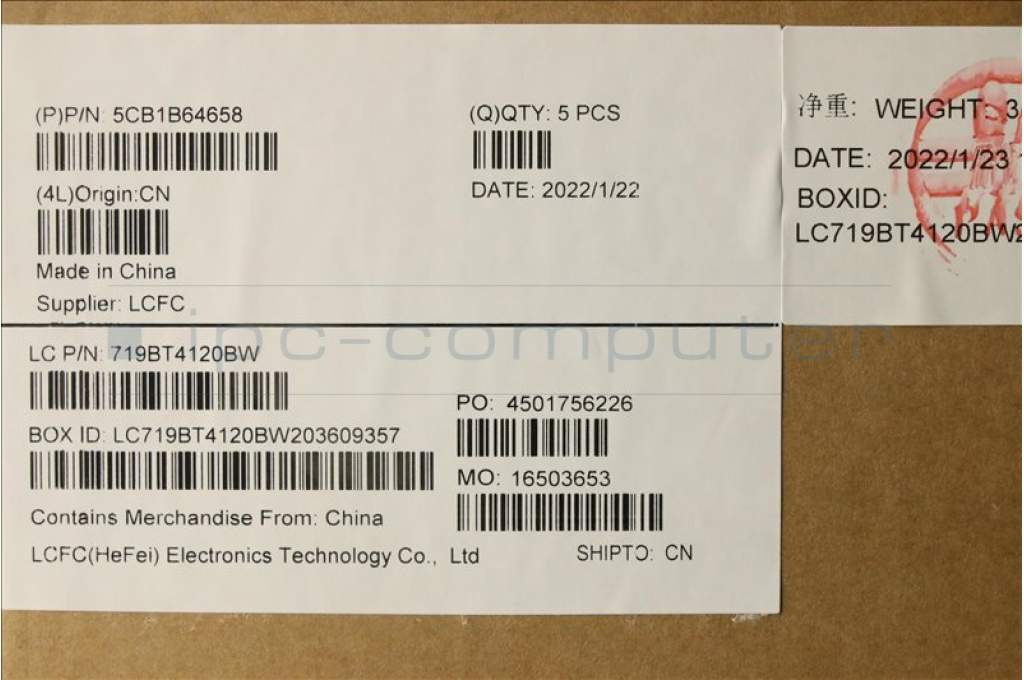 (P)P/N: 5CB1B64658
(Q)QTY: 5 PCS
(4L)Origin:CN
DATE: 2022/1/22
Made in China
Supplier: LCFC
净重: WEIGHT: 3
DATE: 2022/1/23
BOXID:
LC719BT4120BW2
ipc-computer
LC P/N: 719BT4120BW
PO: 4501756226
BOX ID: LC719BT4120BW203609357
MO: 16503653
Contains Merchandise From: China
LCFC(HeFei) Electronics Technology Co., Ltd
SHIPTO: CN